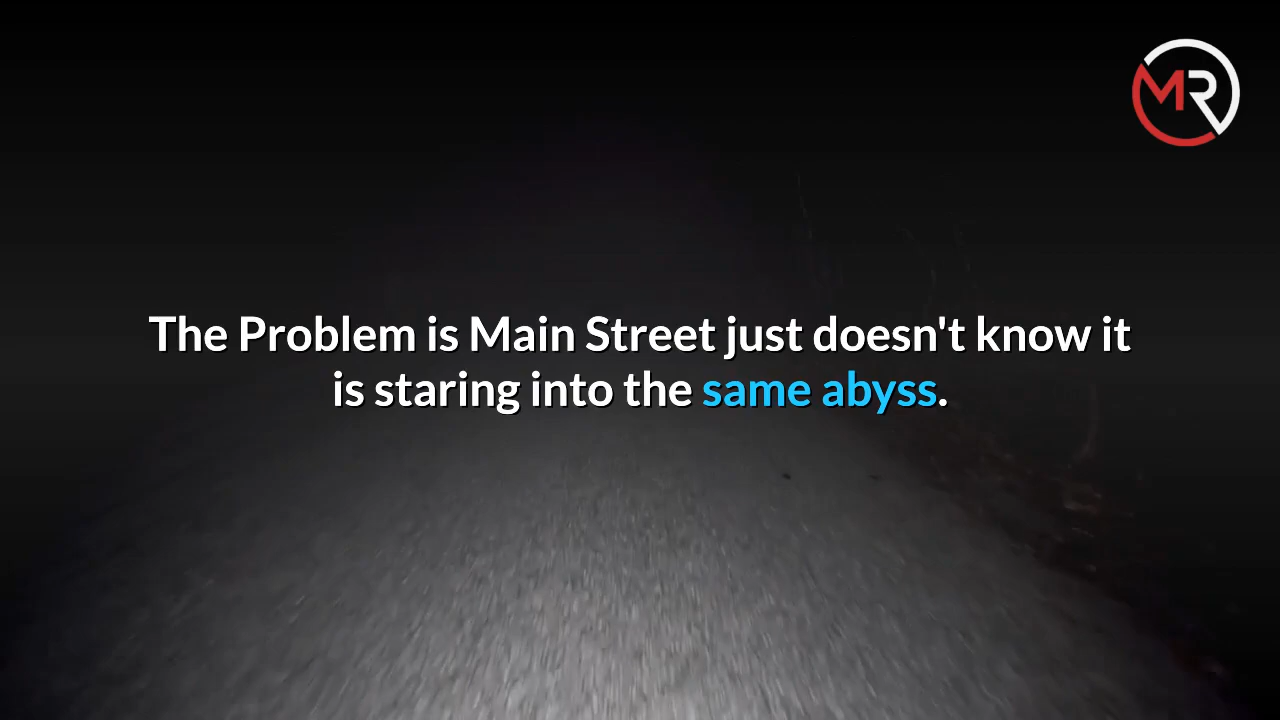 MR
The Problem is Main Street just doesn't know it
is staring into the same abyss.